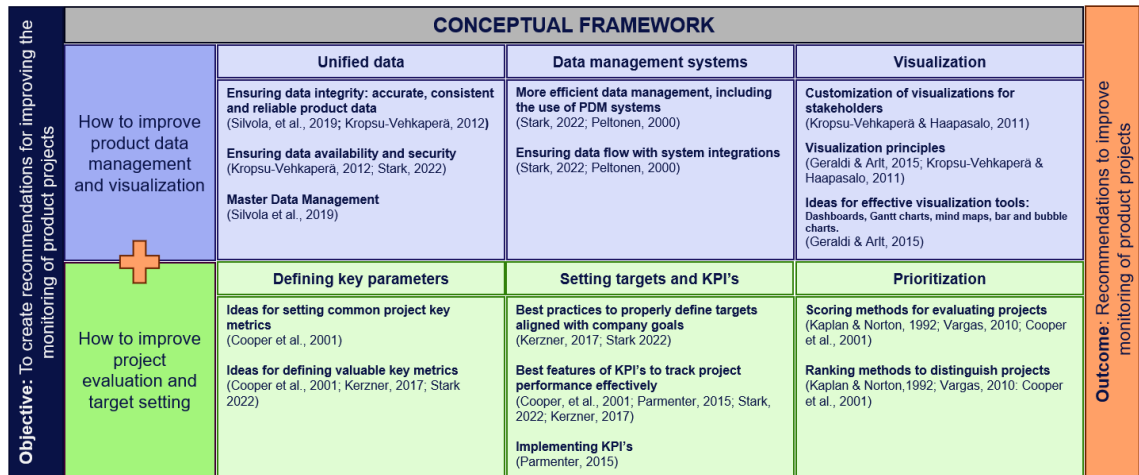 Objective: To create recommendations for improving the
monitoring of product projects
CONCEPTUAL FRAMEWORK
How to improve
product data
management
and visualization
Unified data
Ensuring data integrity: accurate, consistent
and reliable product data
(Silvola, et al., 2019; Kropsu-Vehkaperä, 2012)
Ensuring data availability and security
(Kropsu-Vehkaperä, 2012; Stark, 2022)
Master Data Management
(Silvola et al., 2019)
Data management systems
More efficient data management, including
the use of PDM systems
(Stark, 2022; Peltonen, 2000)
Ensuring data flow with system integrations
(Stark, 2022; Peltonen, 2000)
Visualization
Customization of visualizations for
stakeholders
(Kropsu-Vehkaperä & Haapasalo, 2011)
Visualization principles
(Geraldi & Arlt, 2015; Kropsu-Vehkaperä &
Haapasalo, 2011)
Ideas for effective visualization tools:
Dashboards, Gantt charts, mind maps, bar and bubble
charts.
(Geraldi & Arlt, 2015)
How to improve
project
evaluation and
target setting
Defining key parameters
Ideas for setting common project key
metrics
(Cooper et al., 2001)
Ideas for defining valuable key metrics
(Cooper et al., 2001; Kerzner, 2017; Stark
2022)
Setting targets and KPI's
Best practices to properly define targets
aligned with company goals
(Kerzner, 2017; Stark 2022)
Best features of KPI's to track project
performance effectively
(Cooper, et al., 2001; Parmenter, 2015; Stark,
2022; Kerzner, 2017)
Implementing KPI's
(Parmenter, 2015)
Prioritization
Scoring methods for evaluating projects
(Kaplan & Norton, 1992; Vargas, 2010; Cooper
et al., 2001)
Ranking methods to distinguish projects
(Kaplan & Norton,1992; Vargas, 2010: Cooper
et al., 2001)
Outcome: Recommendations to improve
monitoring of product projects